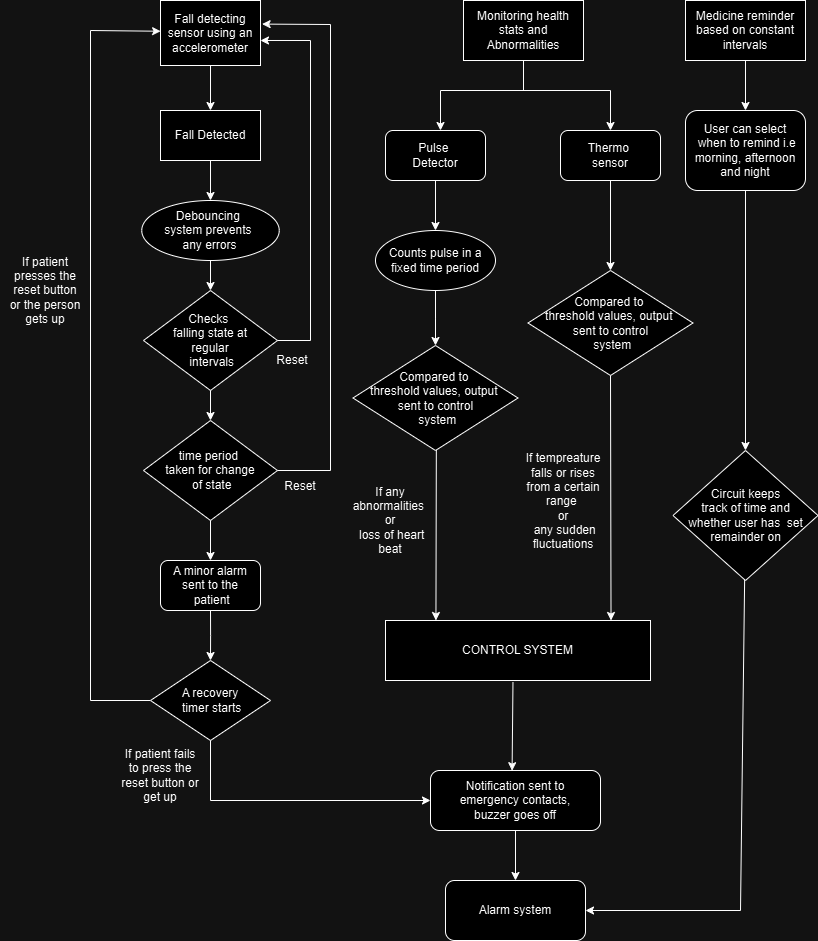 Fall detecting
sensor using an
accelerometer
Fall Detected
Debouncing
system prevents
any errors
Checks
falling state at
regular
intervals
Reset
time period
taken for change
of state
Reset
A minor alarm
sent to the
patient
A recovery
timer starts
If patient
presses the
reset button
or the person
gets up
If patient fails
to press the
reset button or
get up
Monitoring health
stats and
Abnormalities
Pulse
Detector
Counts pulse in a
fixed time period
Compared to
threshold values, output
sent to control
system
If any
abnormalities
or
loss of heart
beat
Thermo
sensor
Compared to
threshold values, output
sent to control
system
If tempreature
falls or rises
from a certain
range
or
any sudden
fluctuations
CONTROL SYSTEM
Notification sent to
emergency contacts,
buzzer goes off
Alarm system
Medicine reminder
based on constant
intervals
User can select
when to remind i.e
morning, afternoon
and night
Circuit keeps
track of time and
whether user has set
remainder on